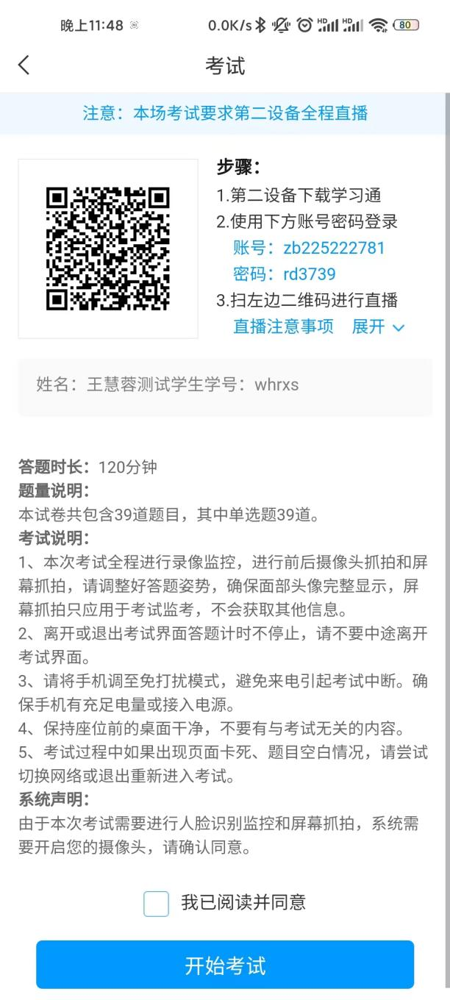 晚上11:48
0.0K/s
HD
HD
80
考试
注意：本场考试要求第二设备全程直播
步骤：
1.第二设备下载学习通
2.使用下方账号密码登录
账号：zb225222781
密码：rd3739
3.扫左边二维码进行直播
直播注意事项 展开
姓名：王慧蓉测试学生学号：whrxs
答题时长：120分钟
题量说明：
本试卷共包含39道题目，其中单选题39道。
考试说明：
1、本次考试全程进行录像监控，进行前后摄像头抓拍和屏
幕抓拍，请调整好答题姿势，确保面部头像完整显示，屏
幕抓拍只应用于考试监考，不会获取其他信息。
2、离开或退出考试界面答题计时不停止，请不要中途离开
考试界面。
3、请将手机调至免打扰模式，避免来电引起考试中断。确
保手机有充足电量或接入电源。
4、保持座位前的桌面干净，不要有与考试无关的内容。
5、考试过程中如果出现页面卡死、题目空白情况，请尝试
切换网络或退出重新进入考试。
系统声明：
由于本次考试需要进行人脸识别监控和屏幕抓拍，系统需
要开启您的摄像头，请确认同意。
我已阅读并同意
开始考试